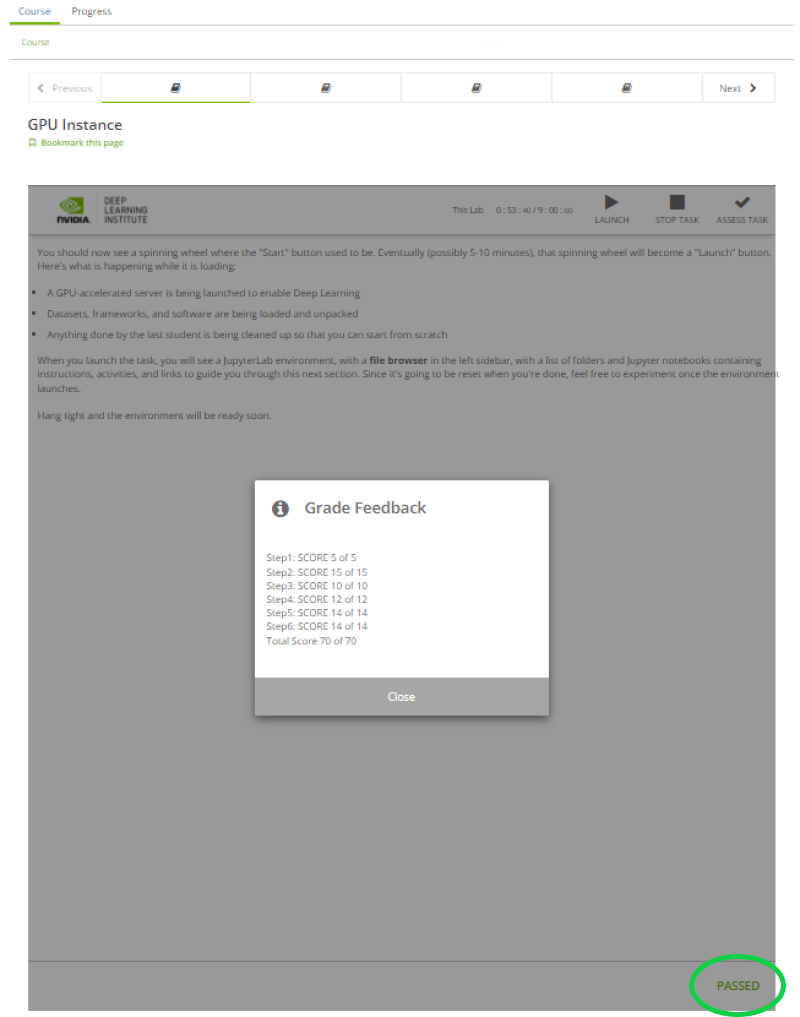 Course Progress
Course
Previous
Next
GPU Instance
Bookmark this page
NVIDIA.
DEEP
LEARNING
INSTITUTE
This Lab 0 : 53 : 40 / 9 : 00 : 00
LAUNCH
STOP TASK
ASSESS TASK
You should now see a spinning wheel where the "Start" button used to be. Eventually (possibly 5-10 minutes), that spinning wheel will become a "Launch" button.
Here's what is happening while it is loading:
• A GPU-accelerated server is being launched to enable Deep Learning
• Datasets, frameworks, and software are being loaded and unpacked
• Anything done by the last student is being cleaned up so that you can start from scratch
When you launch the task, you will see a JupyterLab environment, with a file browser in the left sidebar, with a list of folders and Jupyter notebooks containing
instructions, activities, and links to guide you through this next section. Since it's going to be reset when you're done, feel free to experiment once the environment
launches.
Hang tight and the environment will be ready soon.
Grade Feedback
Step1: SCORE 5 of 5
Step2: SCORE 15 of 15
Step3: SCORE 10 of 10
Step4: SCORE 12 of 12
Step5: SCORE 14 of 14
Step6: SCORE 14 of 14
Total Score 70 of 70
Close
PASSED